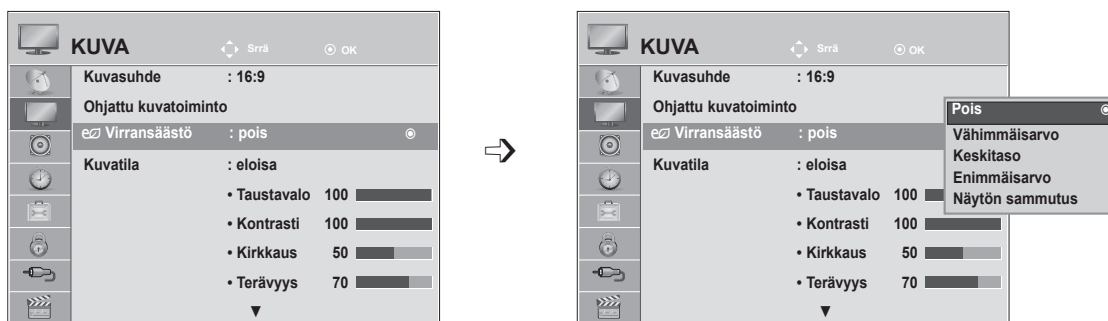 KUVA Srrä OK
Kuvasuhde : 16:9
Ohjattu kuvatoiminto
e Virransäästö : pois
Kuvatila : eloisa
• Taustavalo 100
• Kontrasti 100
• Kirkkaus 50
• Terävyys 70
KUVA Srrä OK
Kuvasuhde : 16:9
Ohjattu kuvatoiminto
e Virransäästö : pois
Kuvatila : eloisa
• Taustavalo 100
• Kontrasti 100
• Kirkkaus 50
• Terävyys 70
Pois
Vähimmäisarvo
Keskitaso
Enimmäisarvo
Näytön sammutus